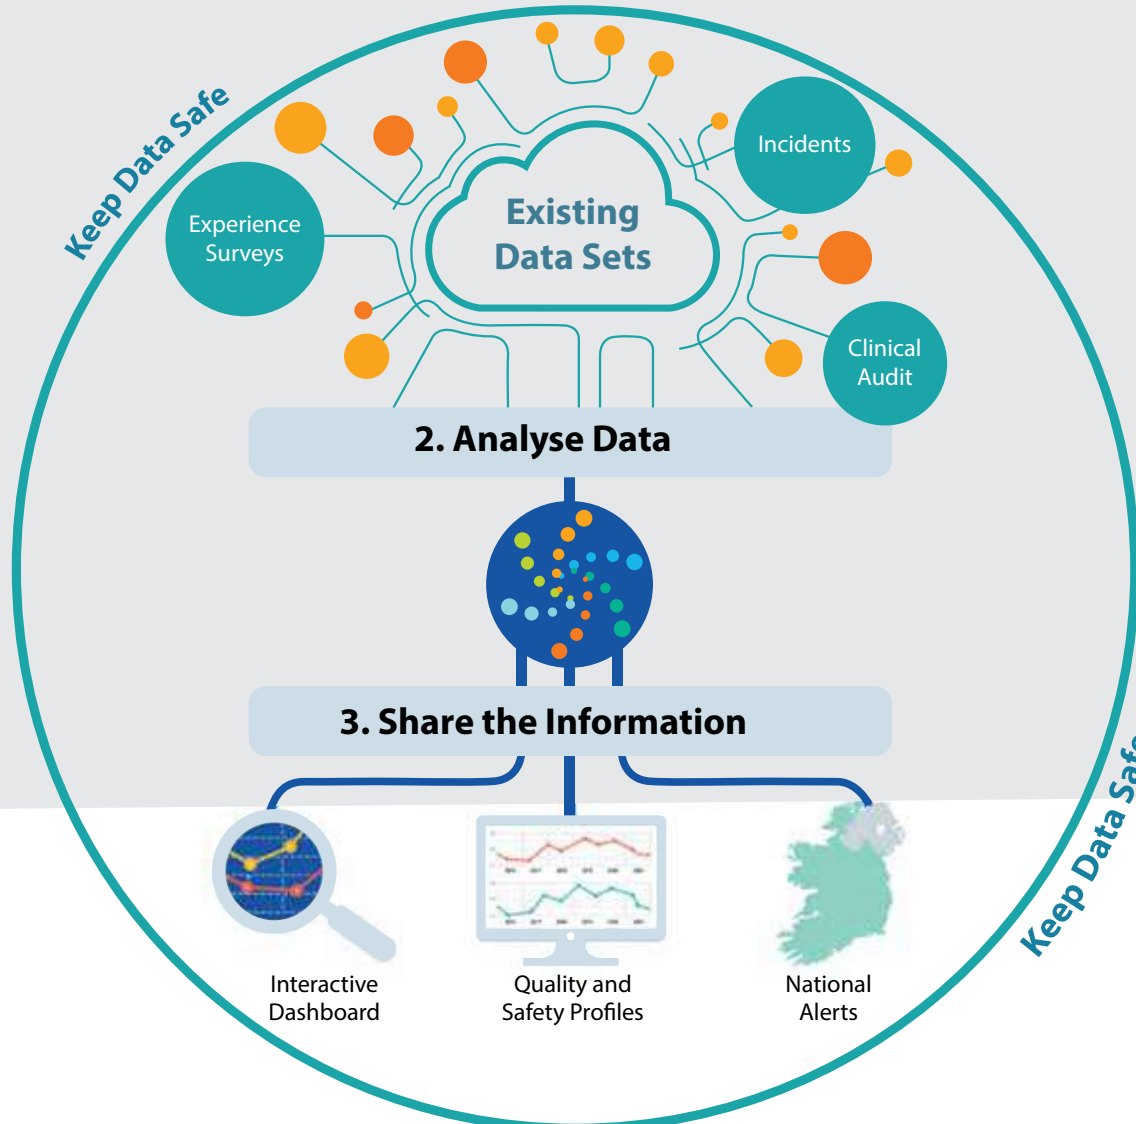 Keep Data Safe
Incidents
Experience
Surveys
Existing
Data Sets
Clinical
Audit
2. Analyse Data
3. Share the Information
Keep Data Safe
Interactive
Dashboard
Quality and
Safety Profiles
National
Alerts